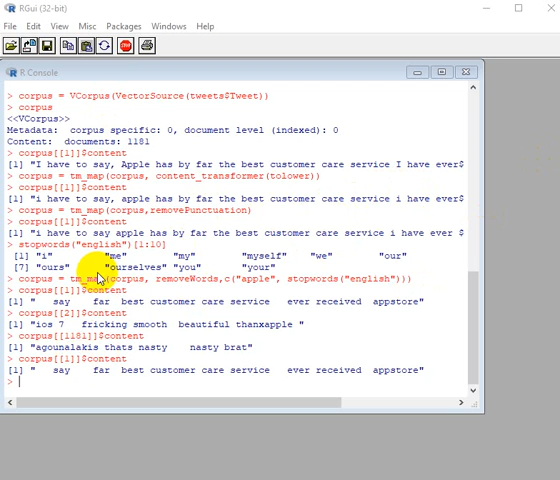 RGui (32-bit)
File Edit View Misc Packages Windows Help
STOP
R Console
> corpus = VCorpus(VectorSource(tweets$Tweet))
> corpus
<<VCorpus>>
Metadata:  corpus specific: 0, document level (indexed): 0
Content:  documents: 1181
> corpus[[1]]$content
[1] "I have to say, Apple has by far the best customer care service I have ever$
> corpus = tm_map(corpus, content_transformer(tolower))
> corpus[[1]]$content
[1] "i have to say, apple has by far the best customer care service i have ever$
> corpus = tm_map(corpus,removePunctuation)
> corpus[[1]]$content
[1] "i have to say apple has by far the best customer care service i have ever $
> stopwords("english")[1:10]
[1] "i" "me" "my" "myself" "we" "our"
[7] "ours" "ourselves" "you" "your"
> corpus = tm_map(corpus, removeWords,c("apple", stopwords("english")))
> corpus[[1]]$content
[1] "   say    far  best customer care service   ever received  appstore"
> corpus[[2]]$content
[1] "ios 7  fricking smooth  beautiful thanxapple "
> corpus[[1181]]$content
[1] "agounalakis thats nasty    nasty brat"
> corpus[[1]]$content
[1] "   say    far  best customer care service   ever received  appstore"
>